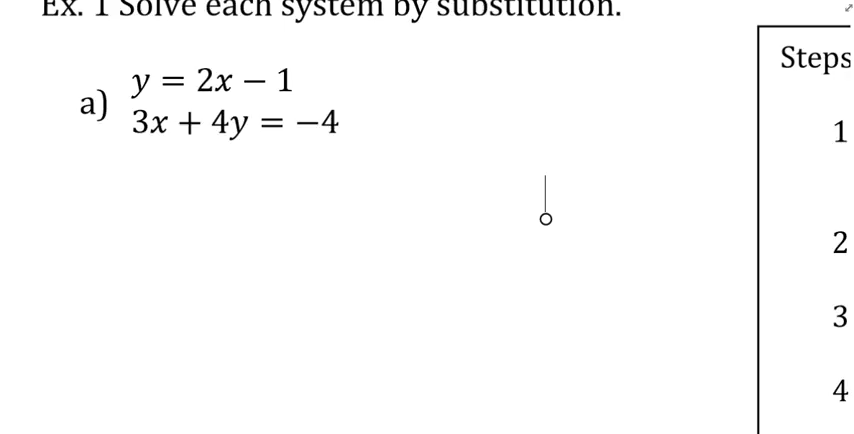 Ex. 1 Solve each system by substitution.
a) y = 2x − 1
3x + 4y = −4
Steps
1
2
3
4